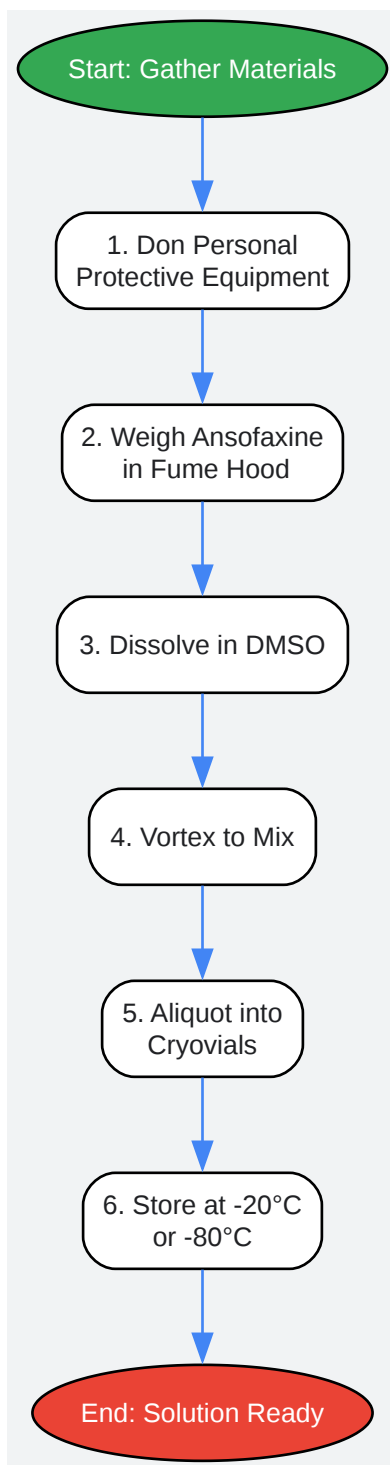 Start: Gather Materials
1. Don Personal
Protective Equipment
2. Weigh Ansofaxine
in Fume Hood
3. Dissolve in DMSO
4. Vortex to Mix
5. Aliquot into
Cryovials
6. Store at -20°C
or -80°C
End: Solution Ready